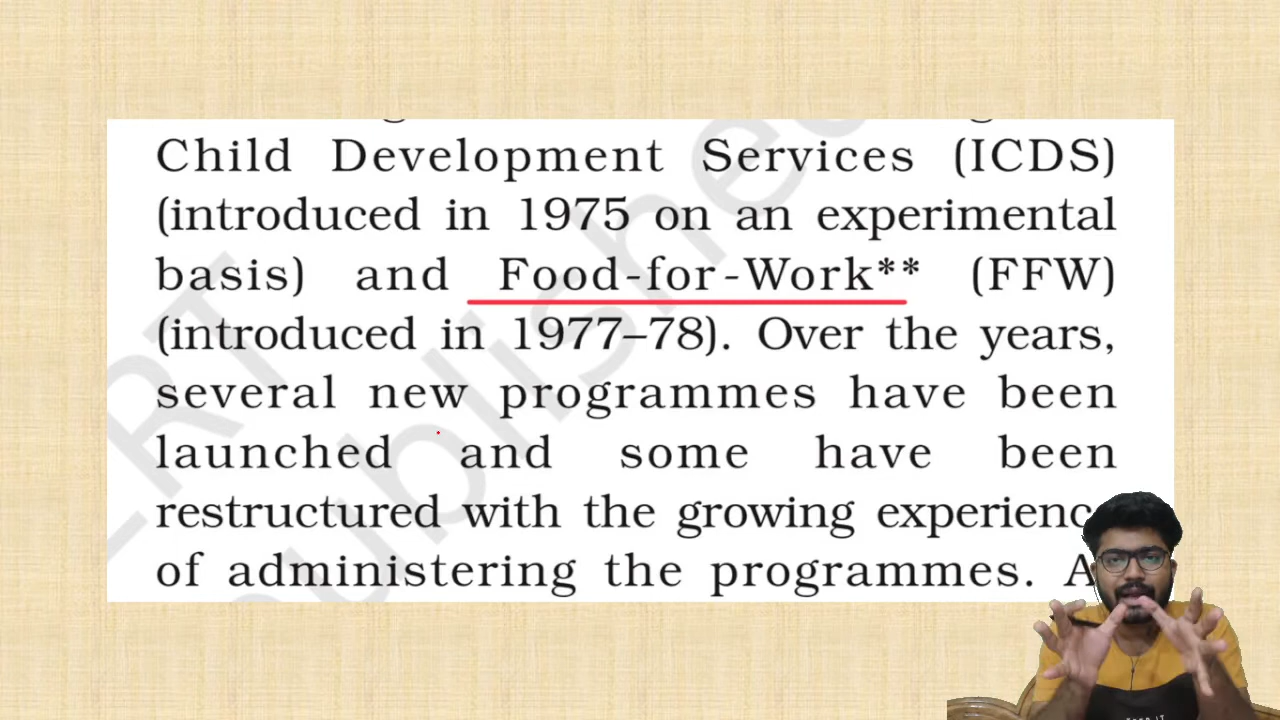 Child Development Services (ICDS)
(introduced in 1975 on an experimental
basis) and Food-for-Work** (FFW)
(introduced in 1977–78). Over the years,
several new programmes have been
launched and some have been
restructured with the growing experience
of administering the programmes. A